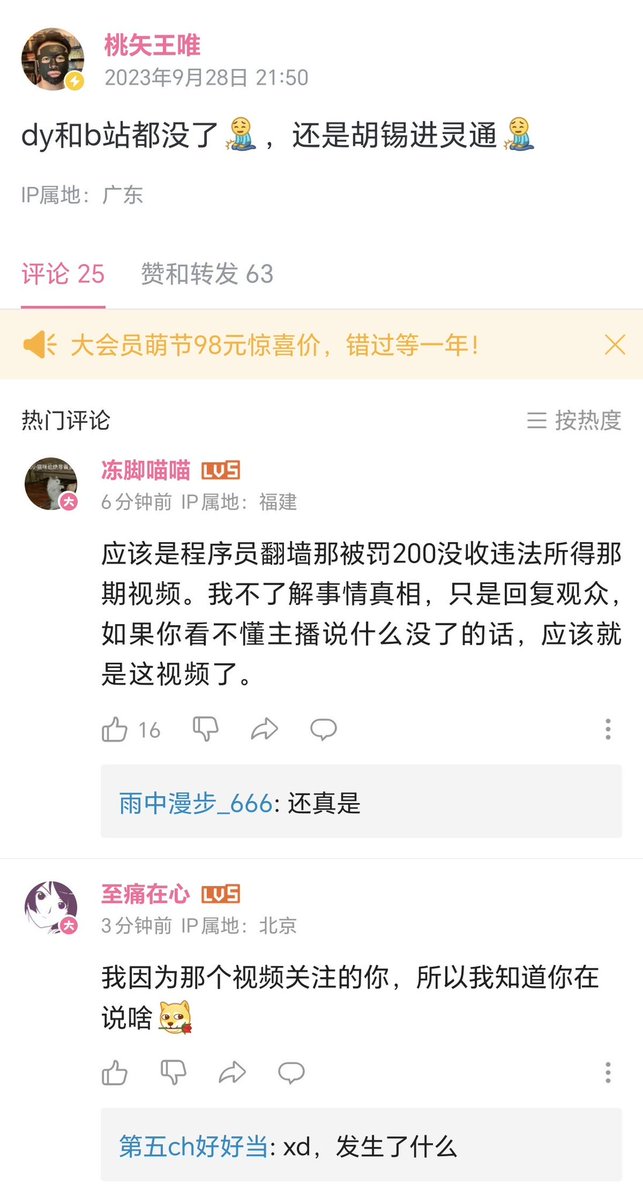 桃矢王唯
2023年9月28日 21:50
dy和b站都没了，还是胡锡进灵通
IP属地：广东
评论 25 赞和转发 63
大会员萌节98元惊喜价，错过等一年！
热门评论 按热度
冻脚喵喵 LV5
6分钟前 IP属地：福建
应该是程序员翻墙那被罚200没收违法所得那
期视频。我不了解事情真相，只是回复观众，
如果你看不懂主播说什么没了的话，应该就
是这视频了。
16
雨中漫步_666: 还真是
至痛在心 LV5
3分钟前 IP属地：北京
我因为那个视频关注的你，所以我知道你在
说啥
第五ch好好当: xd，发生了什么